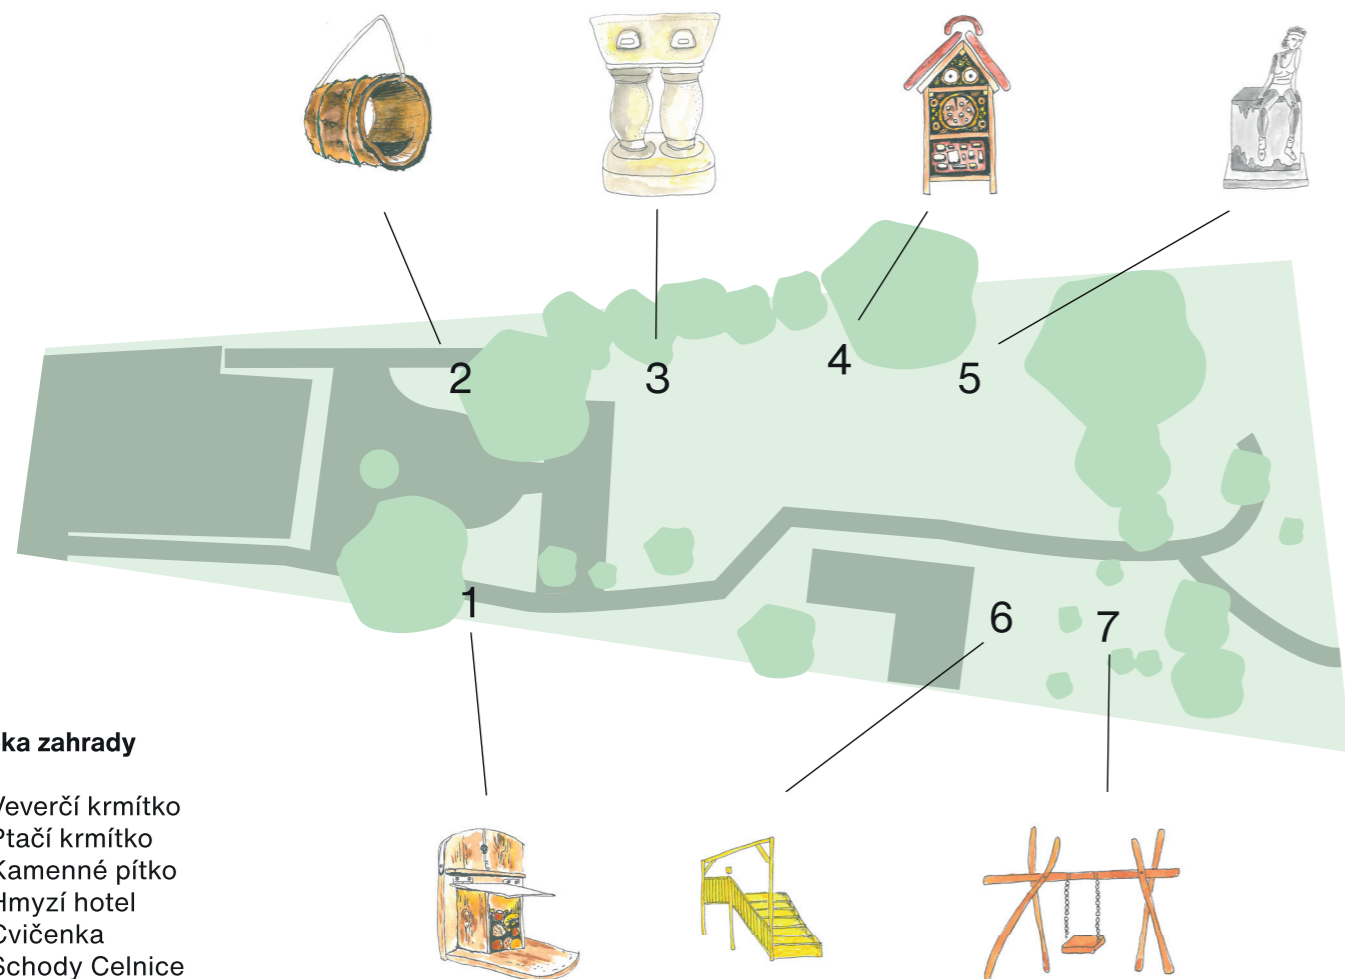 2
3
4
5
1
6
7
ka zahrady
Veverčí krmítko
Ptačí krmítko
Kamenné pítko
Hmyzí hotel
Cvičenka
Schody Celnice